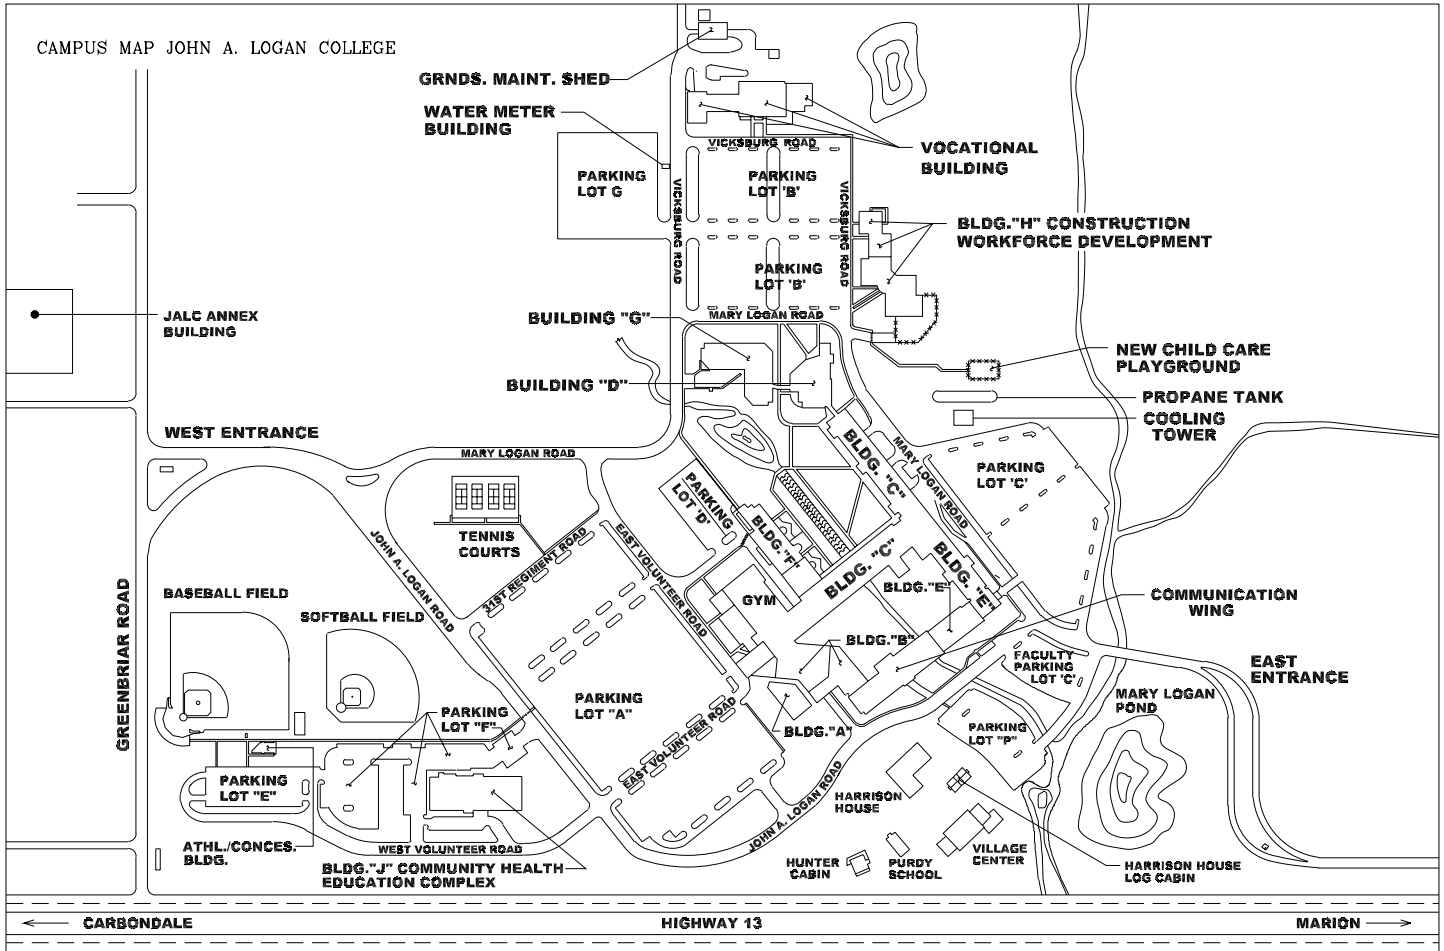 CAMPUS MAP JOHN A. LOGAN COLLEGE
GRNDS. MAINT. SHED
WATER METER
BUILDING
VICKSBURG ROAD
VOCATIONAL
BUILDING
PARKING
LOT G
PARKING
LOT 'B'
VICKSBURG ROAD
VICKSBURG ROAD
BLDG."H" CONSTRUCTION
WORKFORCE DEVELOPMENT
PARKING
LOT 'B'
JALC ANNEX
BUILDING
BUILDING "G"
MARY LOGAN ROAD
NEW CHILD CARE
PLAYGROUND
BUILDING "D"
PROPANE TANK
COOLING
TOWER
WEST ENTRANCE
MARY LOGAN ROAD
BLDG. "C"
MARY LOGAN ROAD
PARKING
LOT 'C'
PARKING
LOT 'D'
TENNIS
COURTS
JOHN A. LOGAN ROAD
31ST REGIMENT ROAD
EAST VOLUNTEER ROAD
BLDG. "F"
BLDG. "C"
BLDG. "E"
BLDG."E"
GYM
COMMUNICATION
WING
BASEBALL FIELD
SOFTBALL FIELD
GREENBRIAR ROAD
BLDG."B"
FACULTY
PARKING
LOT 'C'
EAST
ENTRANCE
MARY LOGAN
POND
PARKING
LOT "A"
PARKING
LOT "F"
EAST VOLUNTEER ROAD
BLDG."A"
PARKING
LOT "P"
PARKING
LOT "E"
JOHN A. LOGAN ROAD
HARRISON
HOUSE
ATHL./CONCES.
BLDG.
WEST VOLUNTEER ROAD
BLDG."J" COMMUNITY HEALTH
EDUCATION COMPLEX
HUNTER
CABIN
PURDY
SCHOOL
VILLAGE
CENTER
HARRISON HOUSE
LOG CABIN
CARBONDALE
HIGHWAY 13
MARION